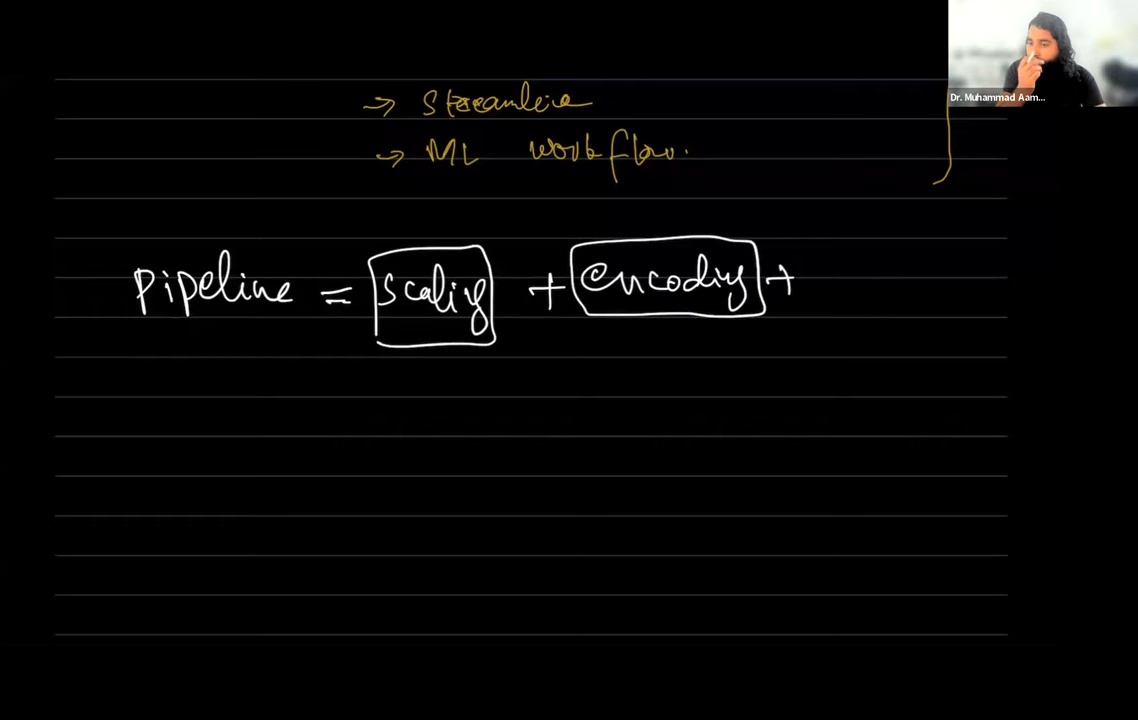 Dr. Muhammad Aam...
→ Streamline
→ ML workflow.
Pipeline = scaling + encoding +